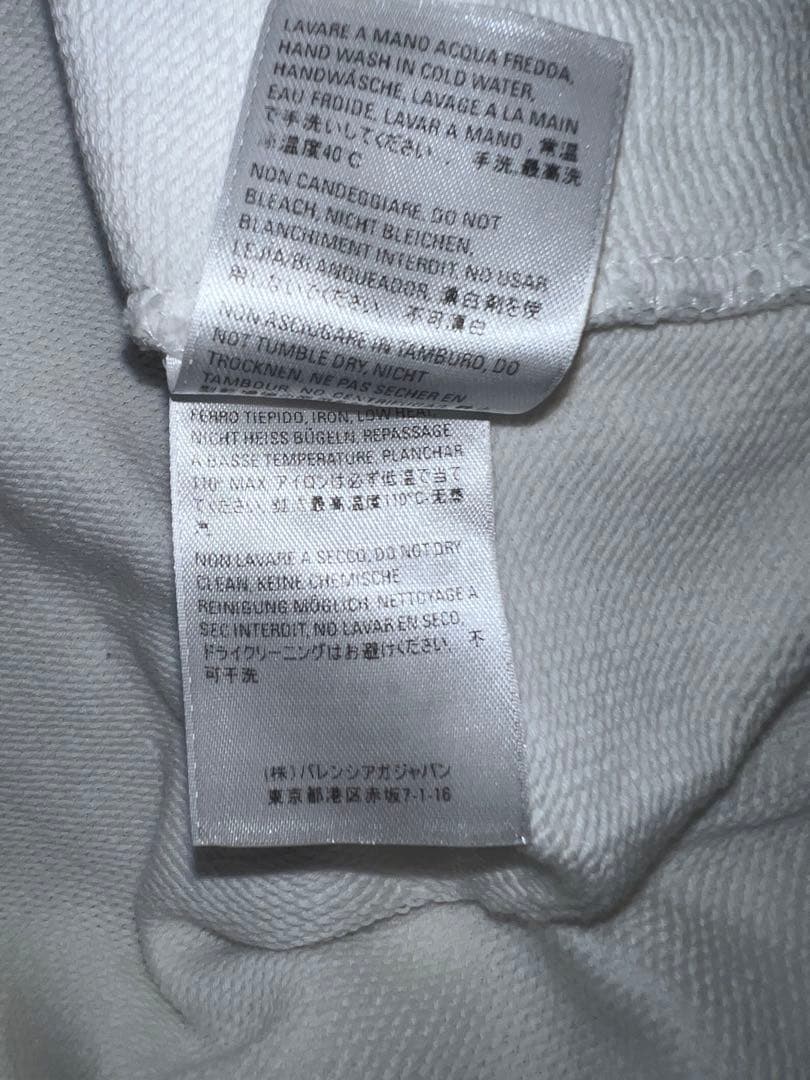 LAVARE A MANO ACQUA FREDDA,
HAND WASH IN COLD WATER,
HANDWÄSCHE, LAVAGE A LA MAIN
EAU FROIDE, LAVAR A MANO, 常温
で手洗いしてください. 手洗,最高洗
温度40°C
NON CANDEGGIARE, DO NOT
BLEACH, NICHT BLEICHEN,
BLANCHIMENT INTERDIT, NO USAR
LEJIA/BLANQUEADOR, 漂白剤を使
用しないでください. 不可漂白
NON ASCIUGARE IN TAMBURO, DO
NOT TUMBLE DRY, NICHT
TROCKNEN, NE PAS SECHER EN
TAMBOUR, NO
FERRO TIEPIDO, IRON, LOW HEAT,
NICHT HEISS BÜGELN, REPASSAGE
A BASSE TEMPERATURE, PLANCHAR
110° MAX, アイロンは必ず低温で当て
てください. 最高温度110°C-无蒸
汽
NON LAVARE A SECCO, DO NOT DRY
CLEAN, KEINE CHEMISCHE
REINIGUNG MÖGLICH, NETTOYAGE A
SEC INTERDIT, NO LAVAR EN SECO,
ドライクリーニングはお避けください. 不
可干洗
(株)バレンシアガジャパン
東京都港区赤坂7-1-16